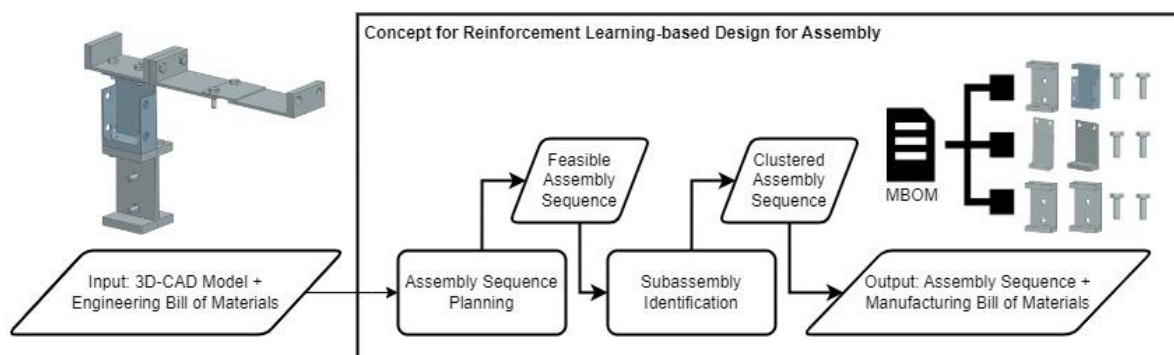 Concept for Reinforcement Learning-based Design for Assembly
Feasible
Assembly
Sequence
Clustered
Assembly
Sequence
MBOM
Input: 3D-CAD Model +
Engineering Bill of Materials
Assembly Sequence
Planning
Subassembly
Identification
Output: Assembly Sequence +
Manufacturing Bill of Materials